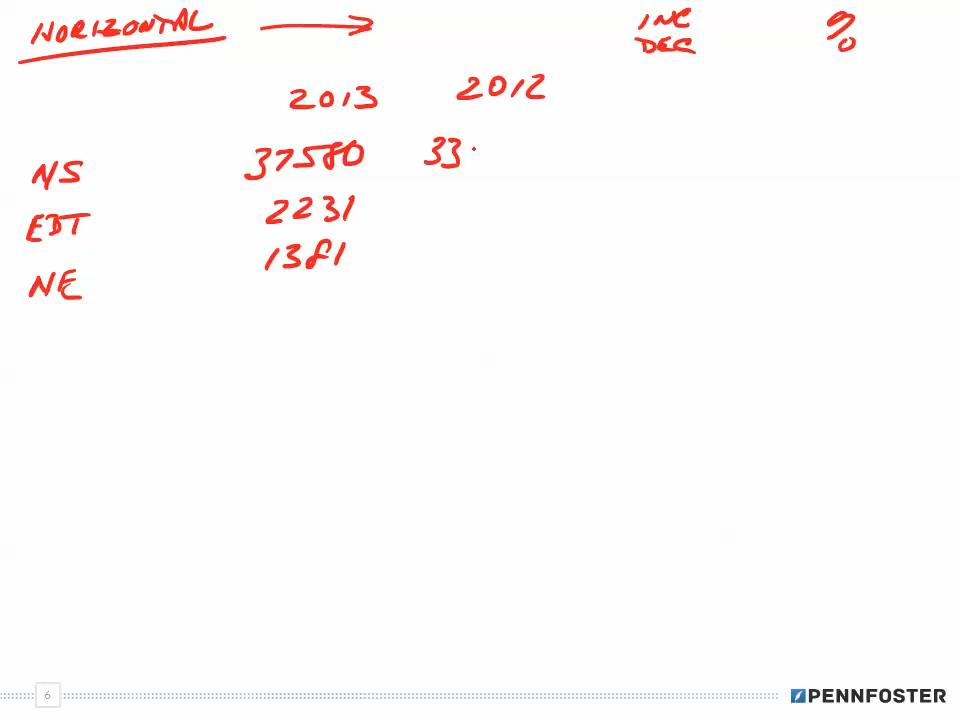 HORIZONTAL → INC DEC %
2013 2012
NS 37580 33
EBT 2231
NE 1381
6 PENNFOSTER